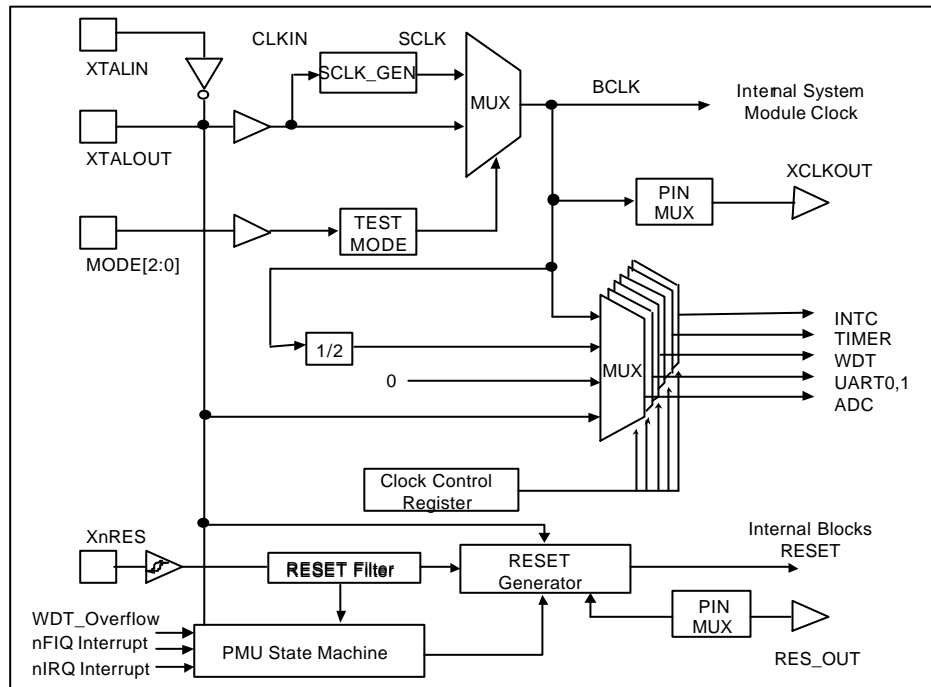 CLKIN
SCLK
XTALIN
SCLK_GEN
MUX
BCLK
Internal System
Module Clock
XTALOUT
XCLKOUT
PIN
MUX
TEST
MODE
MODE[2:0]
INTC
1/2
TIMER
MUX
WDT
0
UART0,1
ADC
Clock Control
Register
XnRES
Internal Blocks
RESET
RESET Filter
RESET
Generator
WDT_Overflow
PIN
MUX
nFIQ Interrupt
PMU State Machine
nIRQ Interrupt
RES_OUT